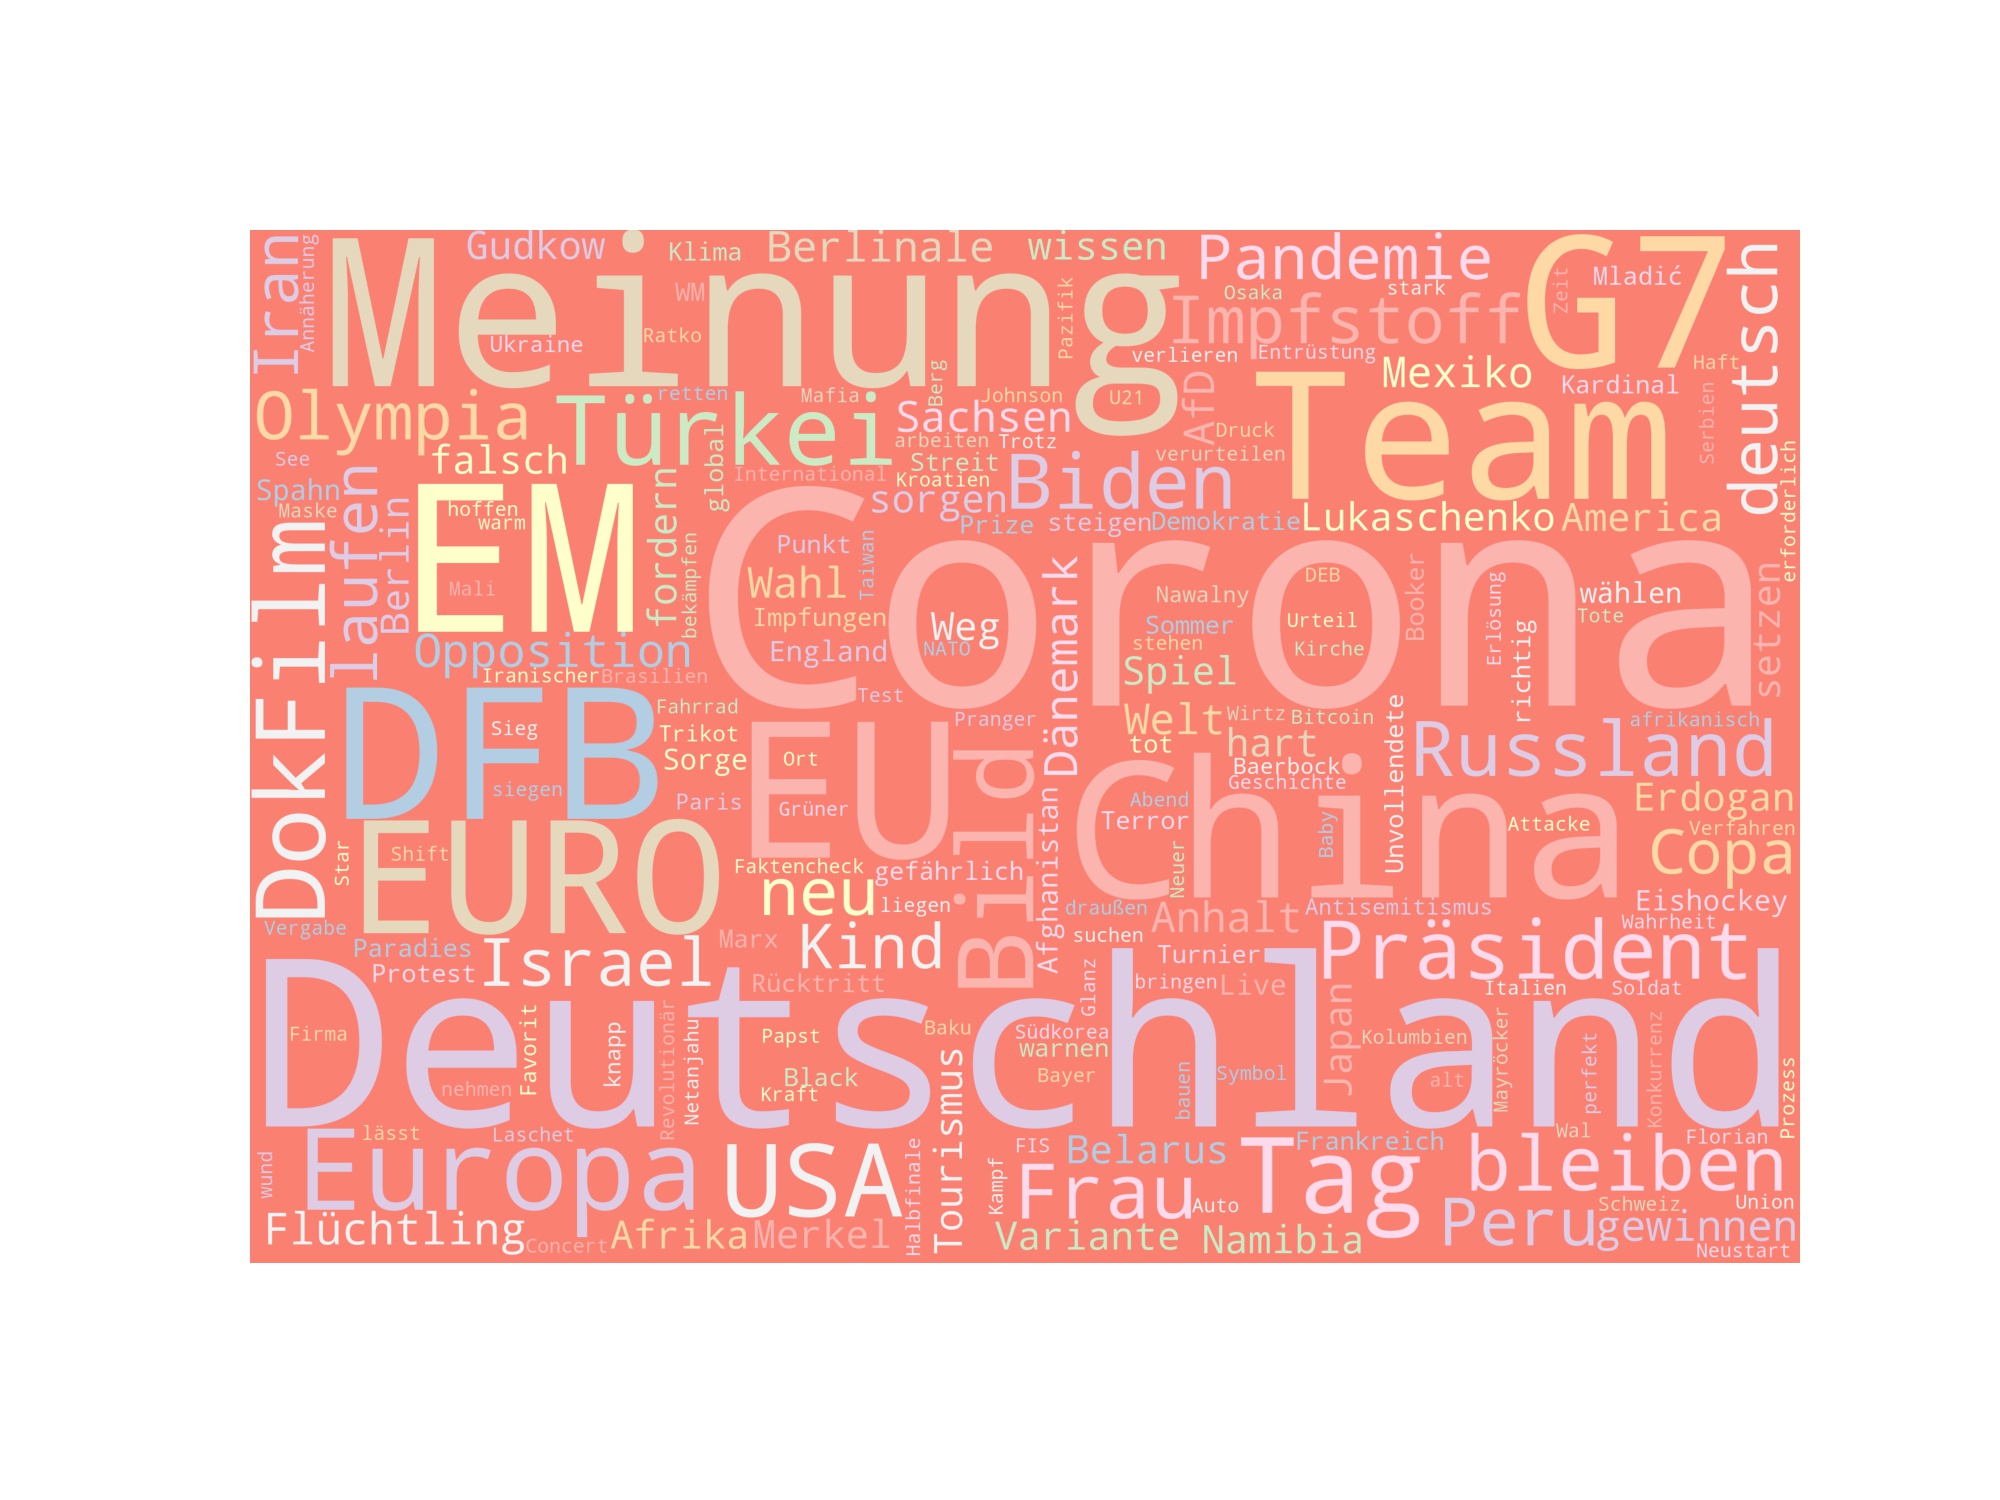 Iran
Annäherung
Meinung
Gudkow
Klima
Berlinale
wissen
Pandemie
G7
Mladić
deutsch
WM
Ukraine
Ratko
Pazifik
Osaka
stark
Zeit
Impfstoff
verlieren
Entrüstung
Haft
Olympia
Türkei
retten
Mafia
Berg
Johnson
U21
AfD
Team
Mexiko
Kardinal
Serbien
Sachsen
arbeiten
Trotz
Druck
verurteilen
See
falsch
global
International
Streit
Kroatien
Biden
Spahn
Maske
laufen
Berlin
EM
hoffen
warm
fordern
sorgen
Prize
steigen
Demokratie
Lukaschenko
America
erforderlich
DokFilm
Mali
bekämpfen
Corona
Punkt
Taiwan
Wahl
Impfungen
Weg
England
NATO
Dänemark
Nawalny
DEB
Booker
Erlösung
wählen
Tote
setzen
Sommer
Urteil
stehen
Kirche
richtig
Opposition
Iranischer
Brasilien
Spiel
Test
DFB
Sieg
siegen
Fahrrad
Trikot
Sorge
EU
Ort
Pranger
Bild
Welt
Wirtz
Bitcoin
tot
hart
Baerbock
Geschichte
Unvollendete
Russland
afrikanisch
Paris
Grüner
China
Abend
Terror
Baby
Attacke
Erdogan
Verfahren
Copa
Star
Shift
EURO
Faktencheck
gefährlich
Afghanistan
Neuer
neu
liegen
draußen
Anhalt
Antisemitismus
Eishockey
Wahrheit
Vergabe
Paradies
Protest
Israel
Marx
Kind
suchen
Turnier
Präsident
Rücktritt
Glanz
bringen
Live
Italien
Soldat
Deutschland
Firma
Favorit
knapp
Revolutionär
Netanjahu
Papst
Baku
Südkorea
warnen
Japan
Kolumbien
Mayröcker
Konkurrenz
nehmen
Black
Kraft
Bayer
bauen
Symbol
alt
perfekt
Prozess
Tourismus
wund
lässt
Europa
Laschet
USA
Halbfinale
FIS
Belarus
Frankreich
Tag
Wal
Florian
bleiben
Kampf
Frau
Auto
Schweiz
Union
Flüchtling
Concert
Afrika
Merkel
Variante
Namibia
Peru
gewinnen
Neustart